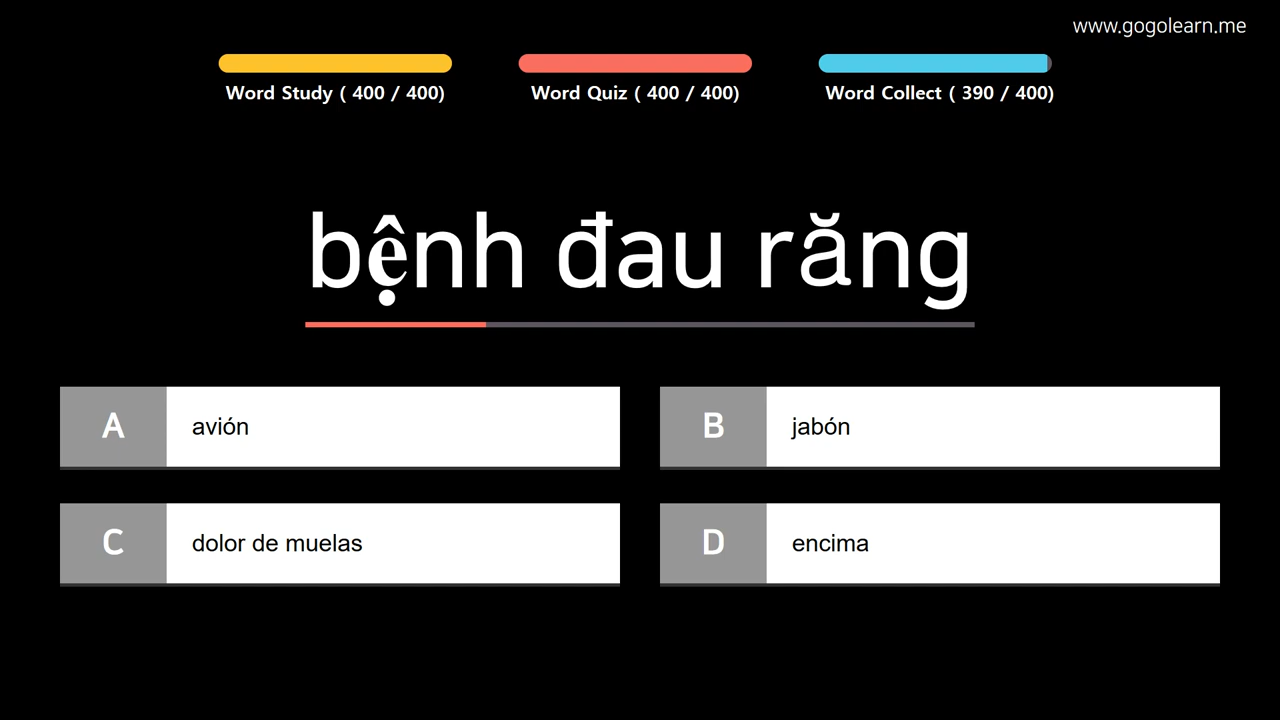 www.gogolearn.me
Word Study ( 400 / 400)
Word Quiz ( 400 / 400)
Word Collect ( 390 / 400)
bệnh đau răng
A
avión
B
jabón
C
dolor de muelas
D
encima